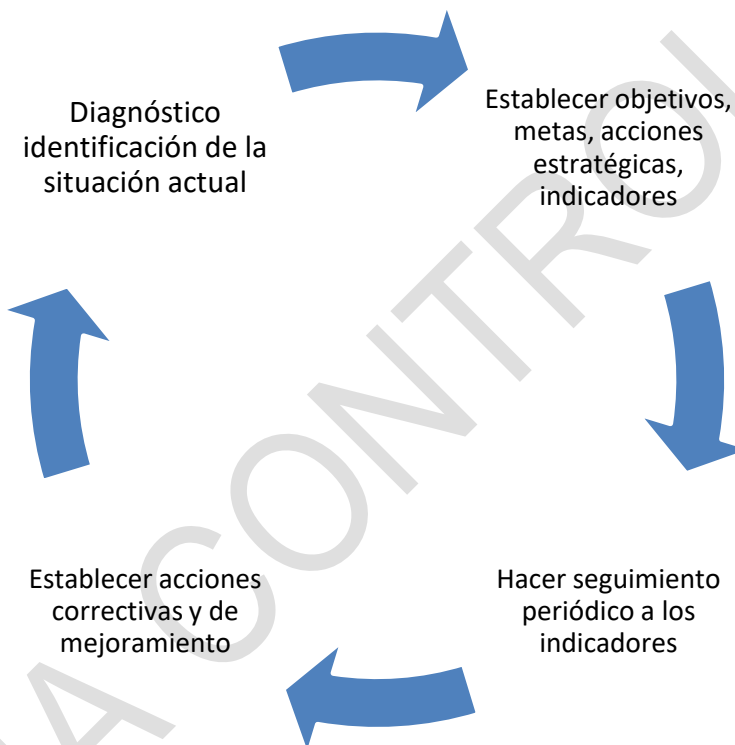 Diagnóstico
identificación de la
situación actual
Establecer objetivos,
metas, acciones
estratégicas,
indicadores
Establecer acciones
correctivas y de
mejoramiento
Hacer seguimiento
periódico a los
indicadores
A CONTROL